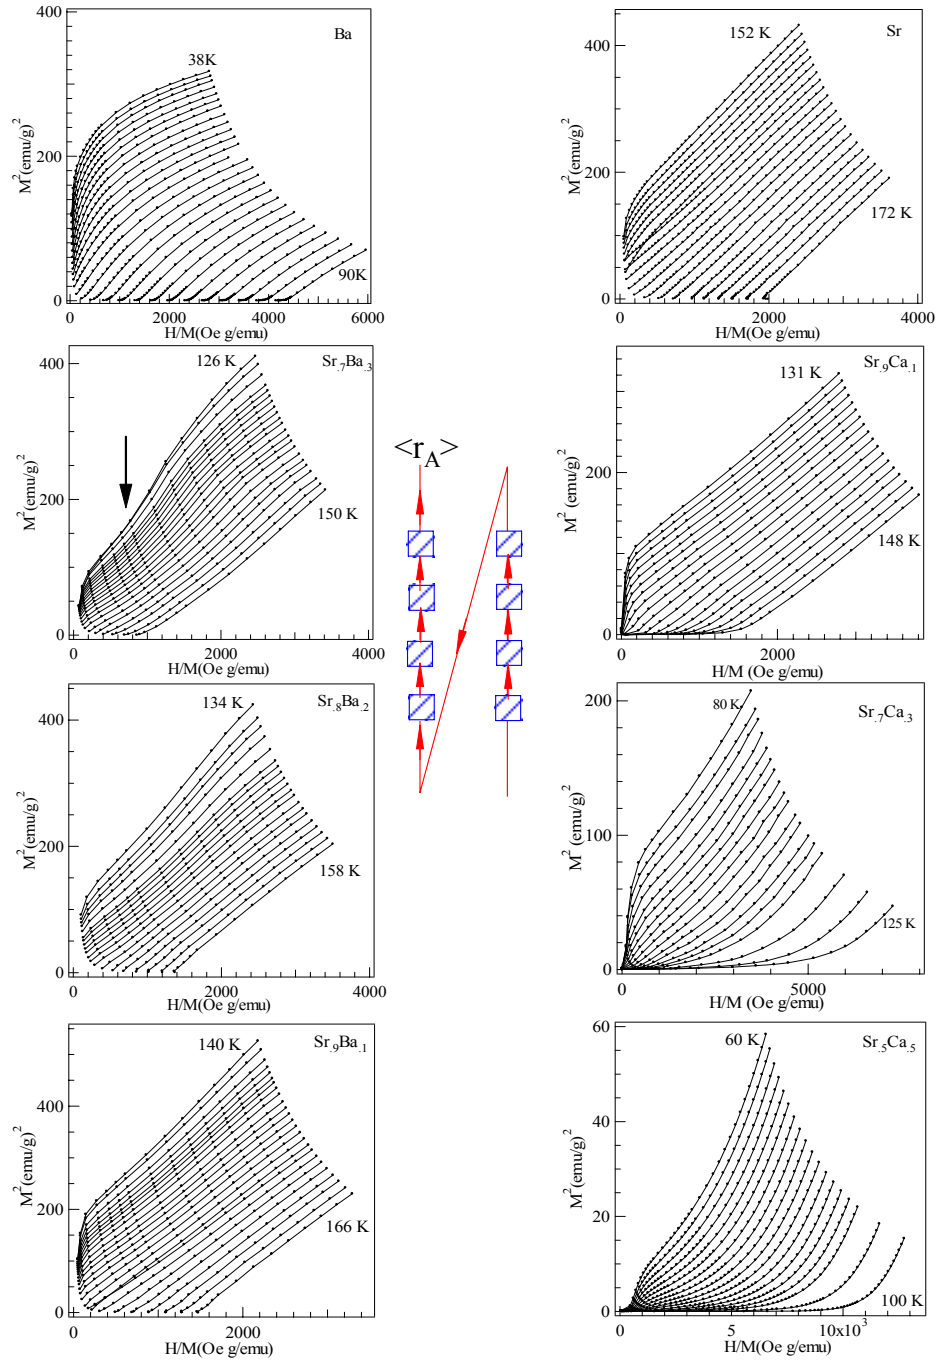 Ba
38K
90K
M²(emu/g)²
400
200
0
0 2000 4000 6000
H/M(Oe g/emu)
Sr
152 K
172 K
M²(emu/g)²
400
200
0
0 2000 4000
H/M(Oe g/emu)
Sr.7Ba.3
126 K
150 K
M²(emu/g)²
400
200
0
0 2000 4000
H/M(Oe g/emu)
<r_A>
Sr.9Ca.1
131 K
148 K
M²(emu/g)²
200
0
0 2000
H/M(Oe g/emu)
Sr.8Ba.2
134 K
158 K
M²(emu/g)²
400
200
0
0 2000 4000
H/M(Oe g/emu)
Sr.7Ca.3
80 K
125 K
M²(emu/g)²
200
100
0
0 5000
H/M (Oe g/emu)
Sr.9Ba.1
140 K
166 K
M²(emu/g)²
400
200
0
0 2000
H/M(Oe g/emu)
Sr.5Ca.5
60 K
100 K
M²(emu/g)²
60
40
20
0
0 5 10x10³
H/M(Oe g/emu)